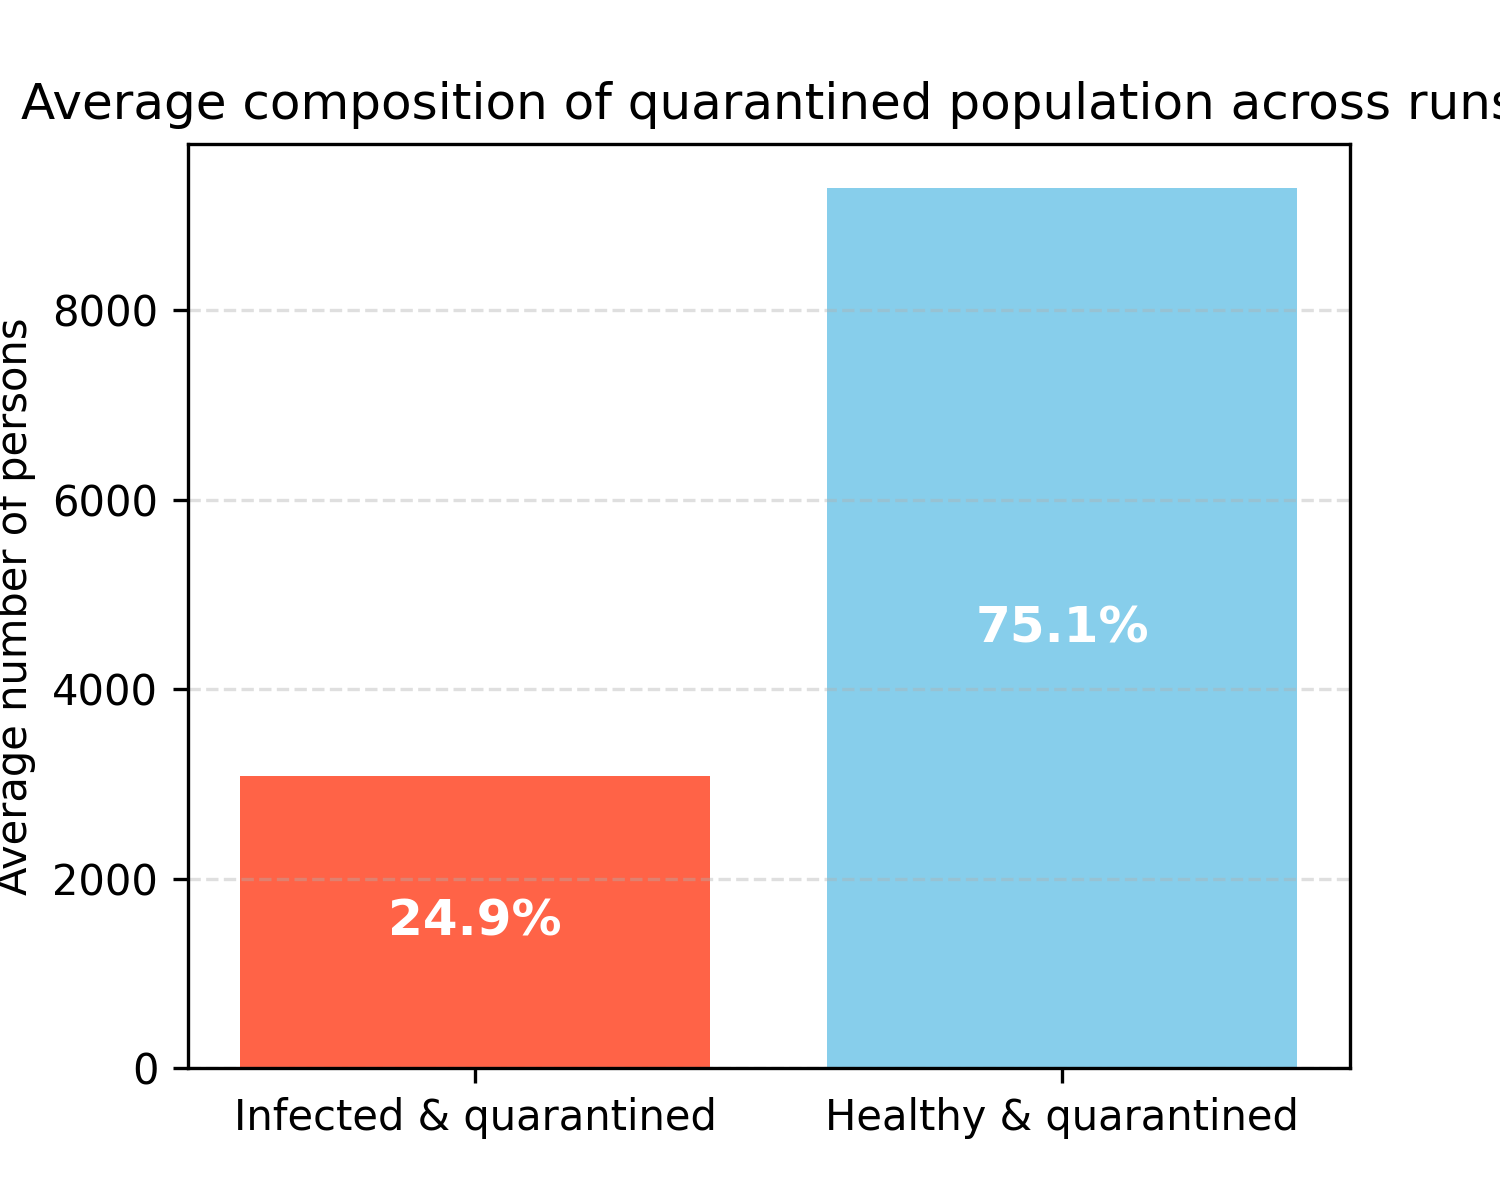 Average composition of quarantined population across runs
Average number of persons
8000
6000
4000
2000
0
75.1%
24.9%
Infected & quarantined
Healthy & quarantined